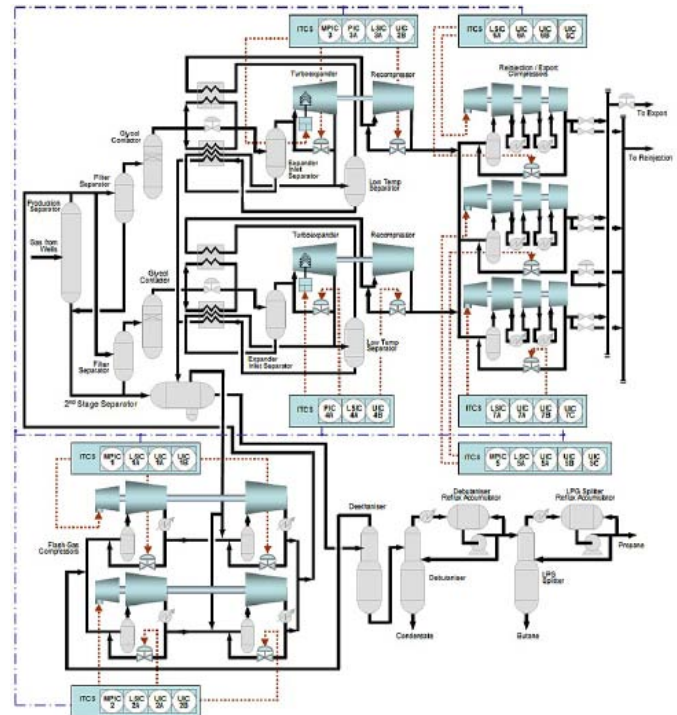 ITCS MPIC 3 PIC 3A LSIC 3A UIC 3B
ITCS LSIC 6A UIC 6A UIC 6B UIC 6C
Turboexpander
Recompressor
Reinjection / Export
Compressors
Glycol
Contactor
Filter
Separator
Production
Separator
Gas from
Wells
Expander
Inlet
Separator
Low Temp
Separator
To Export
To Reinjection
Turboexpander
Recompressor
Glycol
Contactor
Filter
Separator
Expander
Inlet Separator
Low Temp
Separator
2nd Stage Separator
ITCS PIC 4A LSIC 4A UIC 4B
ITCS LSIC 7A UIC 7A UIC 7B UIC 7C
ITCS MPIC 1 LSIC 1A UIC 1A UIC 1B
ITCS MPIC 5 LSIC 5A UIC 5A UIC 5B UIC 5C
Flash Gas
Compressors
Deethaniser
Debutaniser
Reflux Accumulator
LPG Splitter
Reflux Accumulator
Propane
Debutaniser
LPG
Splitter
Condensate
Butane
ITCS MPIC 2 LSIC 2A UIC 2A UIC 2B